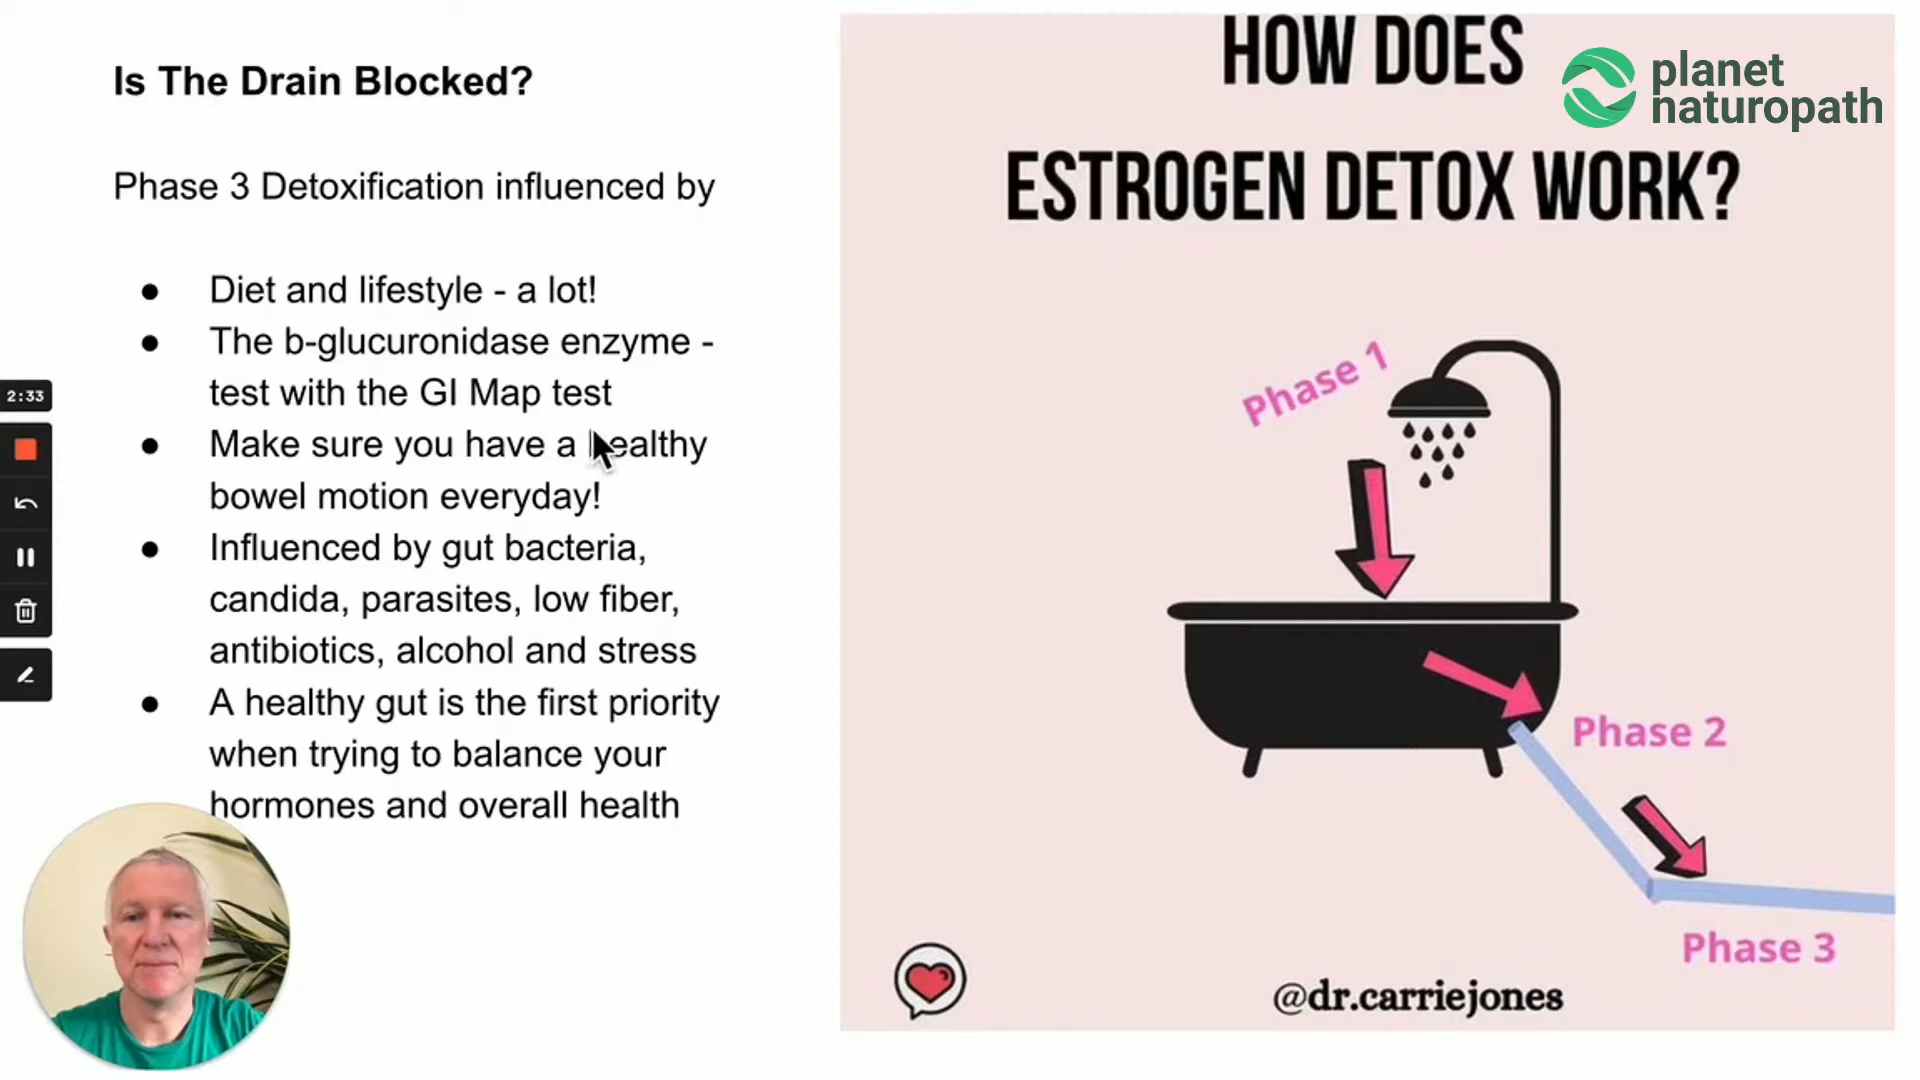 Is The Drain Blocked?
Phase 3 Detoxification influenced by
● Diet and lifestyle - a lot!
● The b-glucuronidase enzyme -
test with the GI Map test
● Make sure you have a healthy
bowel motion everyday!
● Influenced by gut bacteria,
candida, parasites, low fiber,
antibiotics, alcohol and stress
● A healthy gut is the first priority
when trying to balance your
hormones and overall health
2:33
HOW DOES
ESTROGEN DETOX WORK?
planet
naturopath
Phase 1
Phase 2
Phase 3
@dr.carriejones